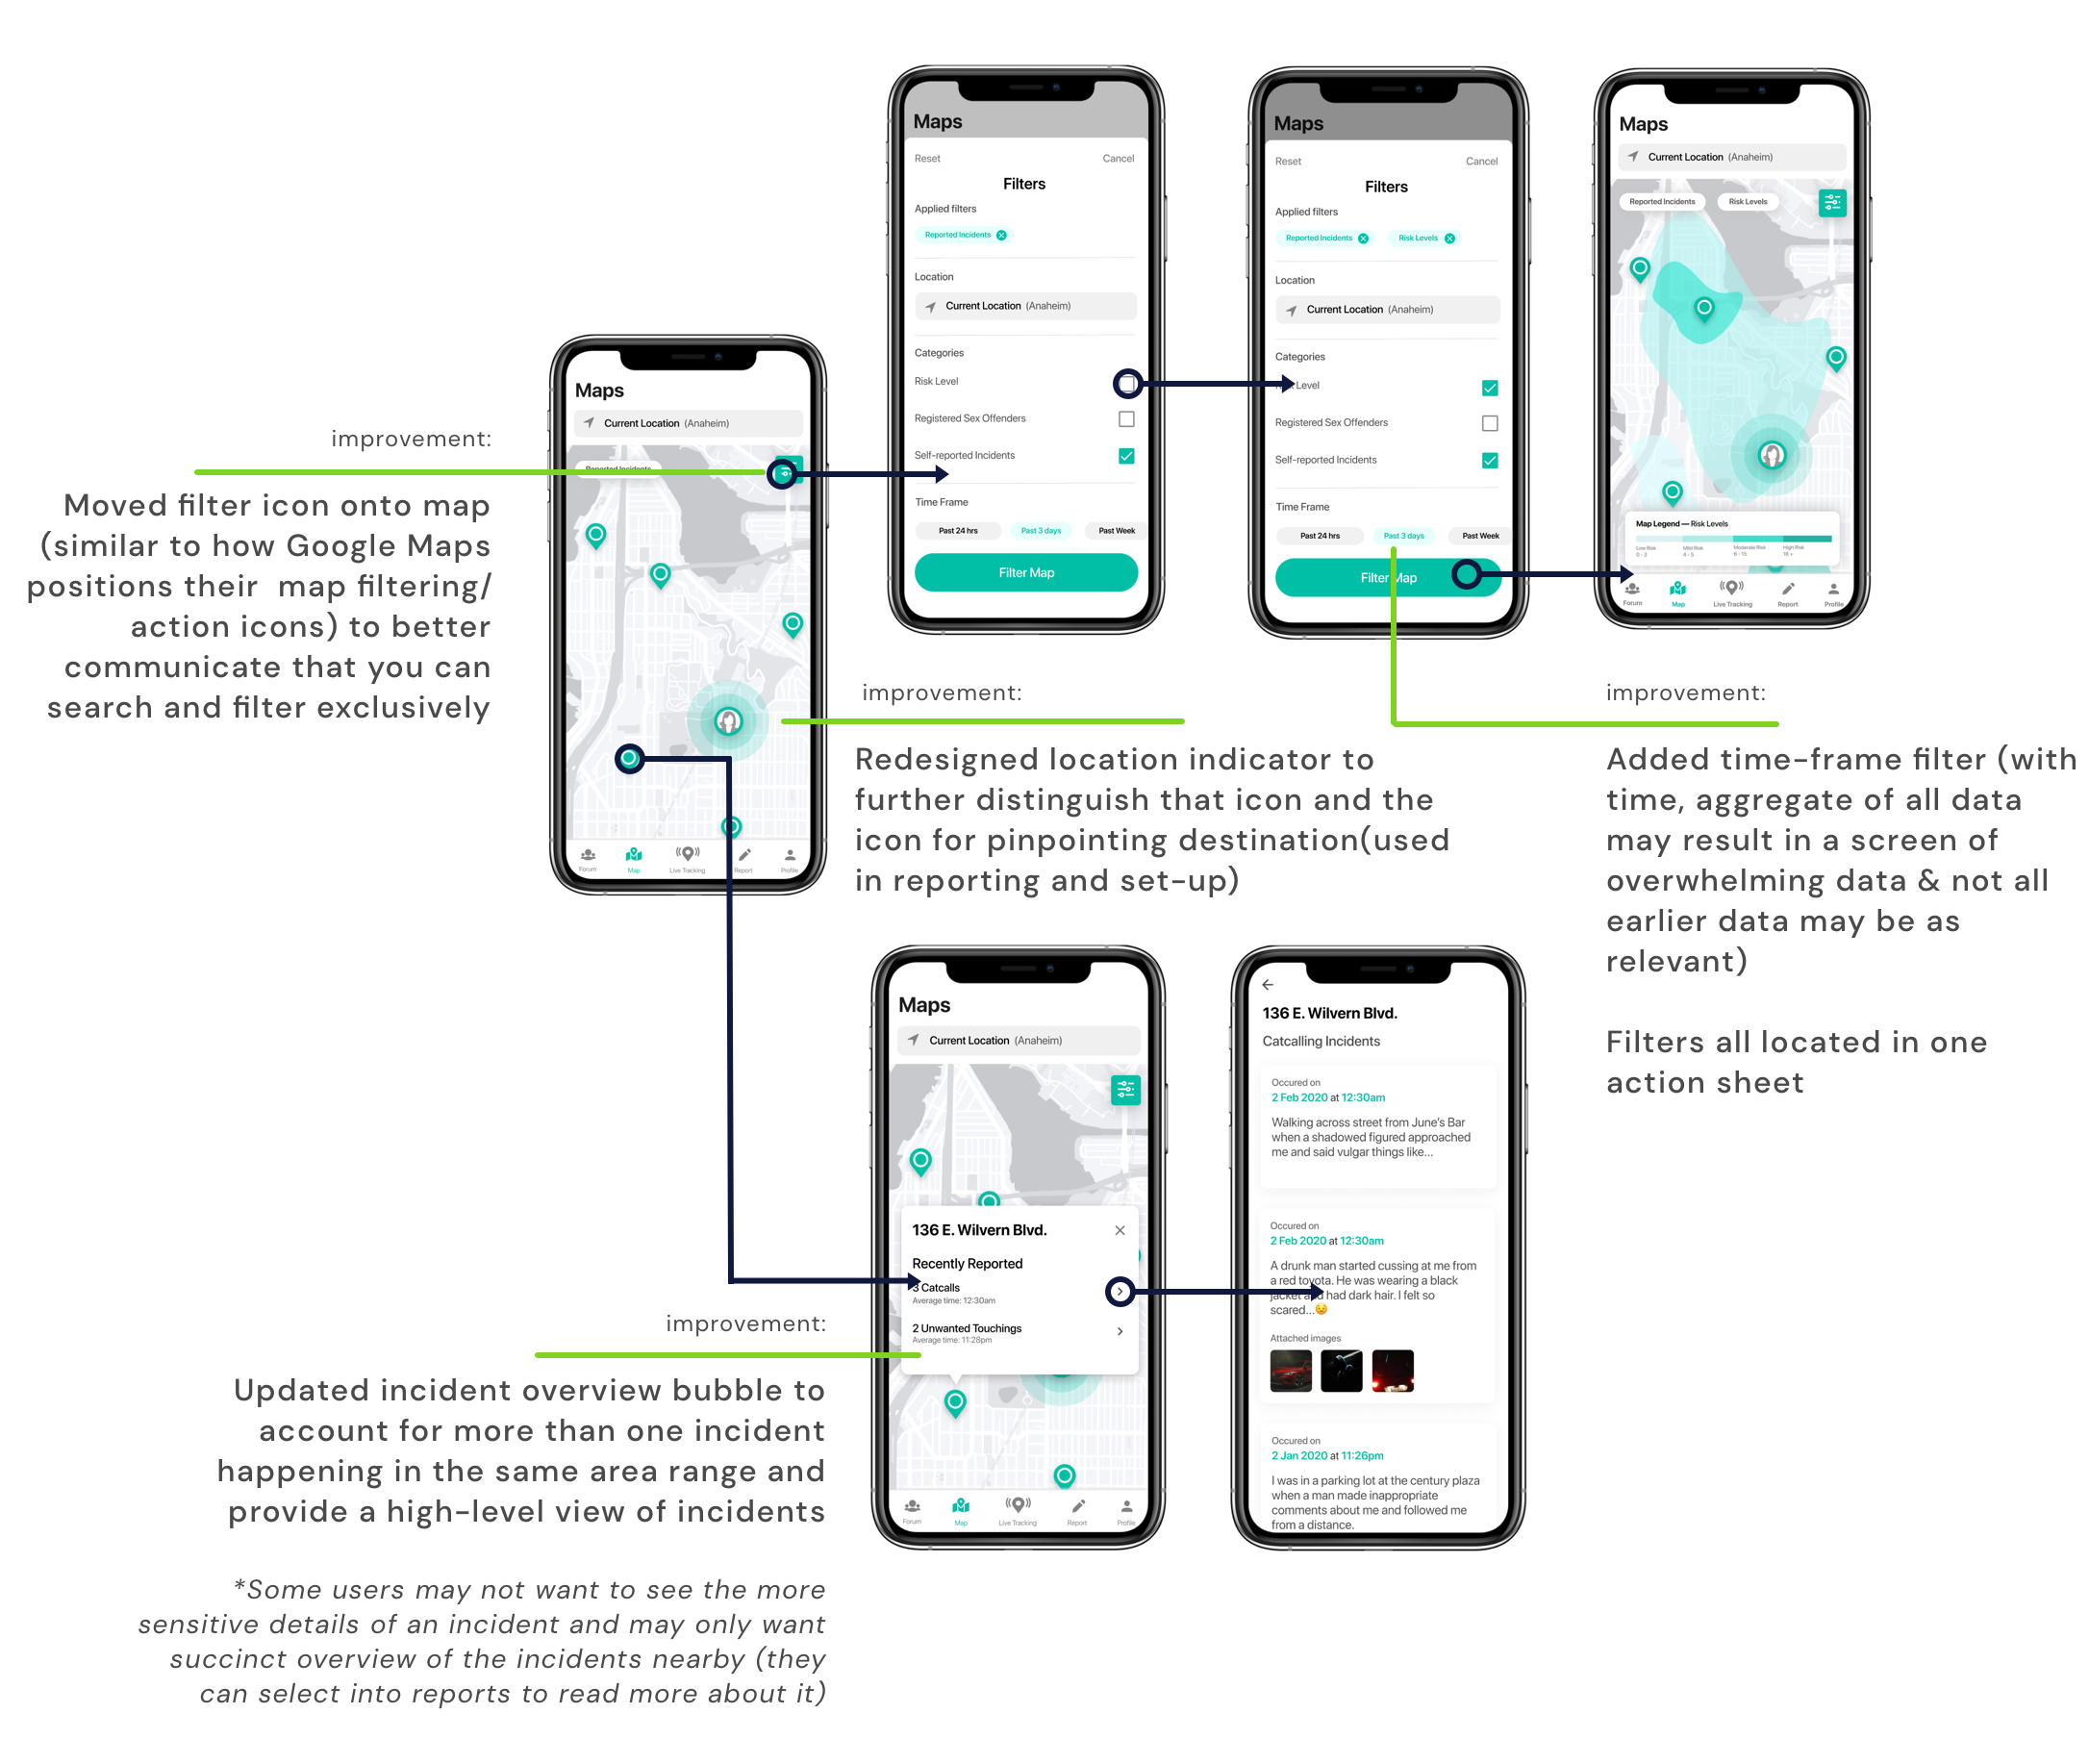 improvement:
Moved filter icon onto map
(similar to how Google Maps
positions their map filtering/
action icons) to better
communicate that you can
search and filter exclusively
Maps
Current Location (Anaheim)
Reported Incidents
Forum
Map
Live Tracking
Report
Profile
Maps
Reset
Cancel
Filters
Applied filters
Reported Incidents
Location
Current Location (Anaheim)
Categories
Risk Level
Registered Sex Offenders
Self-reported Incidents
Time Frame
Past 24 hrs
Past 3 days
Past Week
Filter Map
Maps
Reset
Cancel
Filters
Applied filters
Reported Incidents
Risk Levels
Location
Current Location (Anaheim)
Categories
Level
Registered Sex Offenders
Self-reported Incidents
Time Frame
Past 24 hrs
Past 3 days
Past Week
Filter Map
Maps
Current Location (Anaheim)
Reported Incidents
Risk Levels
Map Legend — Risk Levels
Low Risk
0 - 3
Mild Risk
4 - 5
Moderate Risk
6 - 15
High Risk
16 +
Forum
Map
Live Tracking
Report
Profile
improvement:
Redesigned location indicator to
further distinguish that icon and the
icon for pinpointing destination(used
in reporting and set-up)
improvement:
Added time-frame filter (with
time, aggregate of all data
may result in a screen of
overwhelming data & not all
earlier data may be as
relevant)
Filters all located in one
action sheet
Maps
Current Location (Anaheim)
136 E. Wilvern Blvd.
Recently Reported
3 Catcalls
Average time: 12:30am
2 Unwanted Touchings
Average time: 11:28pm
Forum
Map
Live Tracking
Report
Profile
136 E. Wilvern Blvd.
Catcalling Incidents
Occured on
2 Feb 2020 at 12:30am
Walking across street from June's Bar
when a shadowed figured approached
me and said vulgar things like...
Occured on
2 Feb 2020 at 12:30am
A drunk man started cussing at me from
a red toyota. He was wearing a black
jacket and had dark hair. I felt so
scared...😣
Attached images
Occured on
2 Jan 2020 at 11:26pm
I was in a parking lot at the century plaza
when a man made inappropriate
comments about me and followed me
from a distance.
improvement:
Updated incident overview bubble to
account for more than one incident
happening in the same area range and
provide a high-level view of incidents
*Some users may not want to see the more
sensitive details of an incident and may only want
succinct overview of the incidents nearby (they
can select into reports to read more about it)